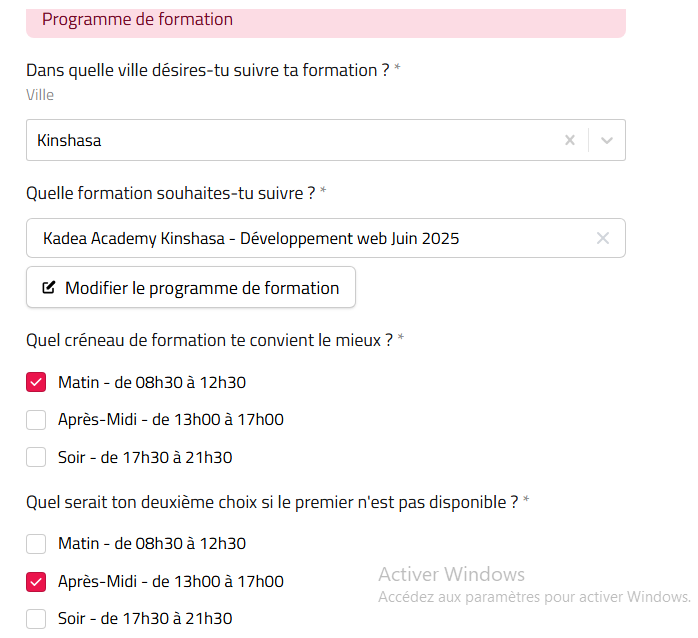 Programme de formation
Dans quelle ville désires-tu suivre ta formation ? *
Ville
Kinshasa
Quelle formation souhaites-tu suivre ? *
Kadea Academy Kinshasa - Développement web Juin 2025
Modifier le programme de formation
Quel créneau de formation te convient le mieux ? *
Matin - de 08h30 à 12h30
Après-Midi - de 13h00 à 17h00
Soir - de 17h30 à 21h30
Quel serait ton deuxième choix si le premier n'est pas disponible ? *
Matin - de 08h30 à 12h30
Après-Midi - de 13h00 à 17h00
Soir - de 17h30 à 21h30
Activer Windows
Accédez aux paramètres pour activer Windows.